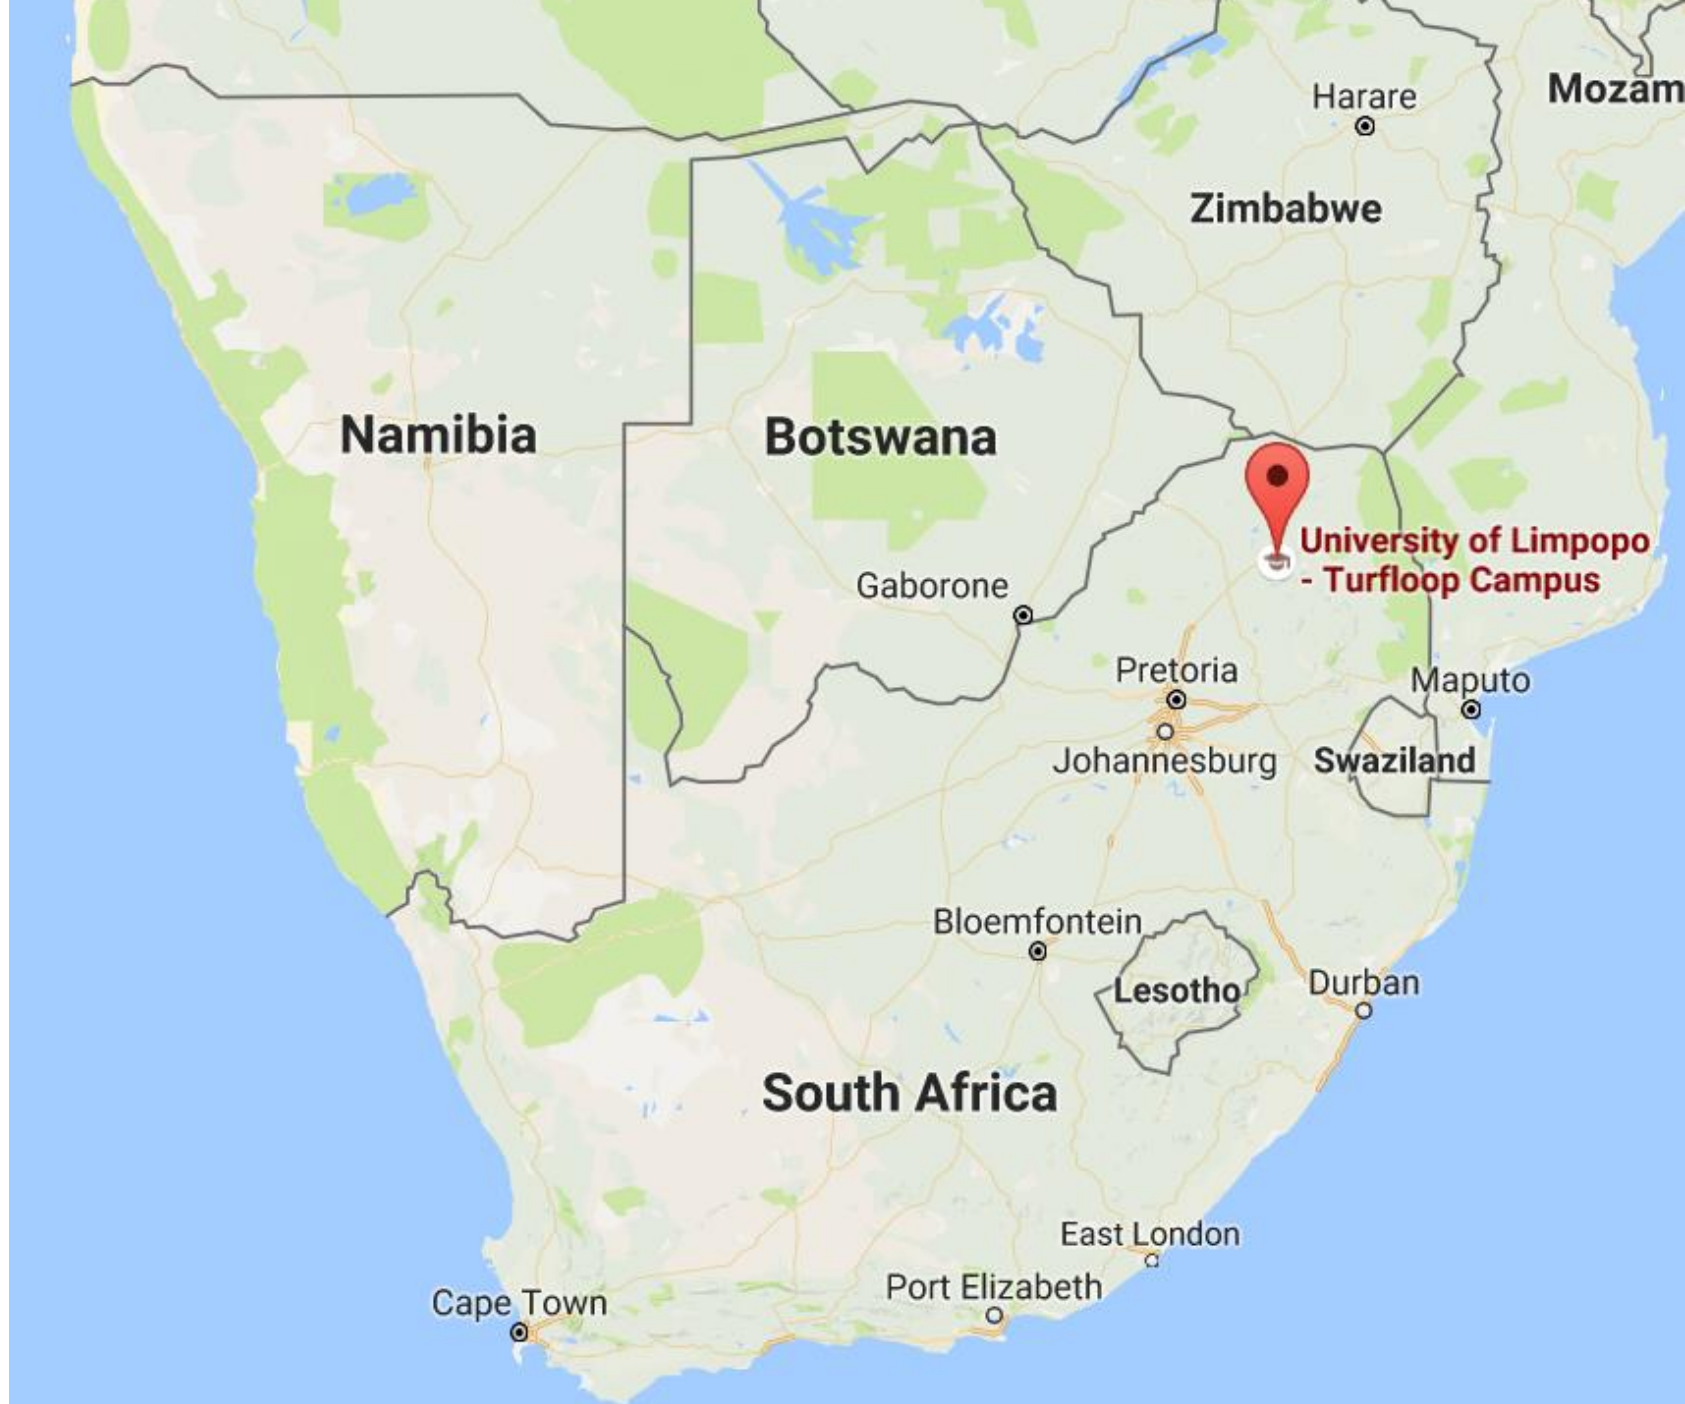 Harare
Mozam
Zimbabwe
Namibia
Botswana
University of Limpopo
- Turfloop Campus
Gaborone
Pretoria
Maputo
Johannesburg
Swaziland
Bloemfontein
Durban
Lesotho
South Africa
East London
Port Elizabeth
Cape Town